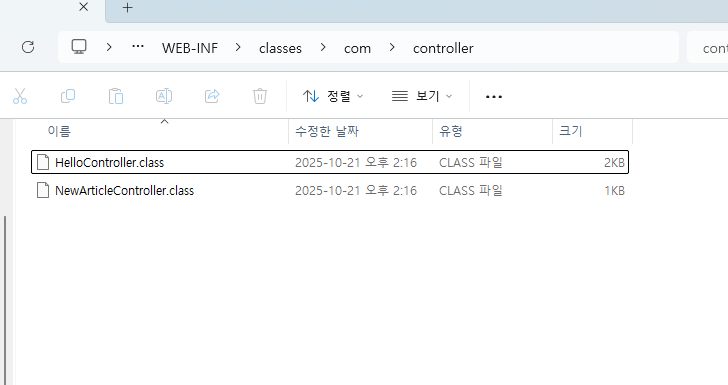 WEB-INF > classes > com > controller
정렬 보기
이름 수정한 날짜 유형 크기
HelloController.class 2025-10-21 오후 2:16 CLASS 파일 2KB
NewArticleController.class 2025-10-21 오후 2:16 CLASS 파일 1KB